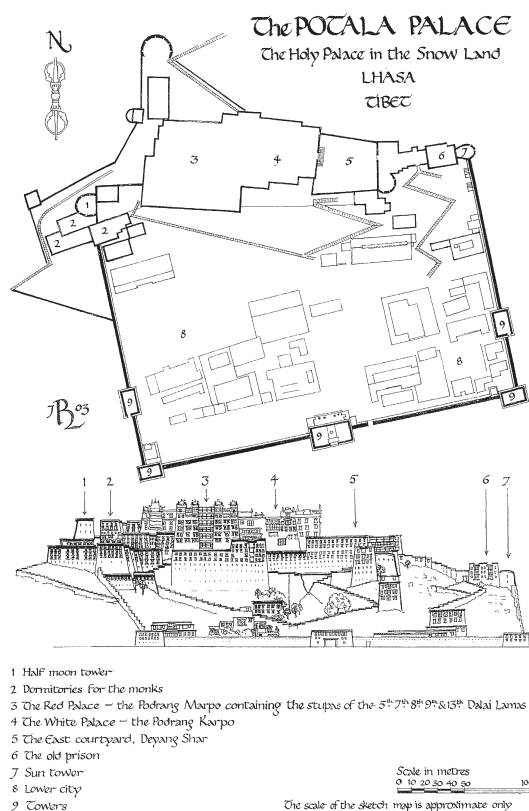 The POTALA PALACE
The Holy Palace in the Snow Land
LHASA
TIBET
N
3 4 5 6 7
1
2
2 2
8
9
8
9 9
9
9
JR 03
1 2 3 4 5 6 7
1 Half moon tower
2 Dormitories for the monks
3 The Red Palace – the Podrang Marpo containing the stupas of the 5th 7th 8th 9th & 13th Dalai Lamas
4 The White Palace – the Podrang Karpo
5 The East courtyard, Deyang Shar
6 The old prison
7 Sun tower
8 Lower city
9 Towers
Scale in metres
0 10 20 30 40 50
The scale of the sketch map is approximate only